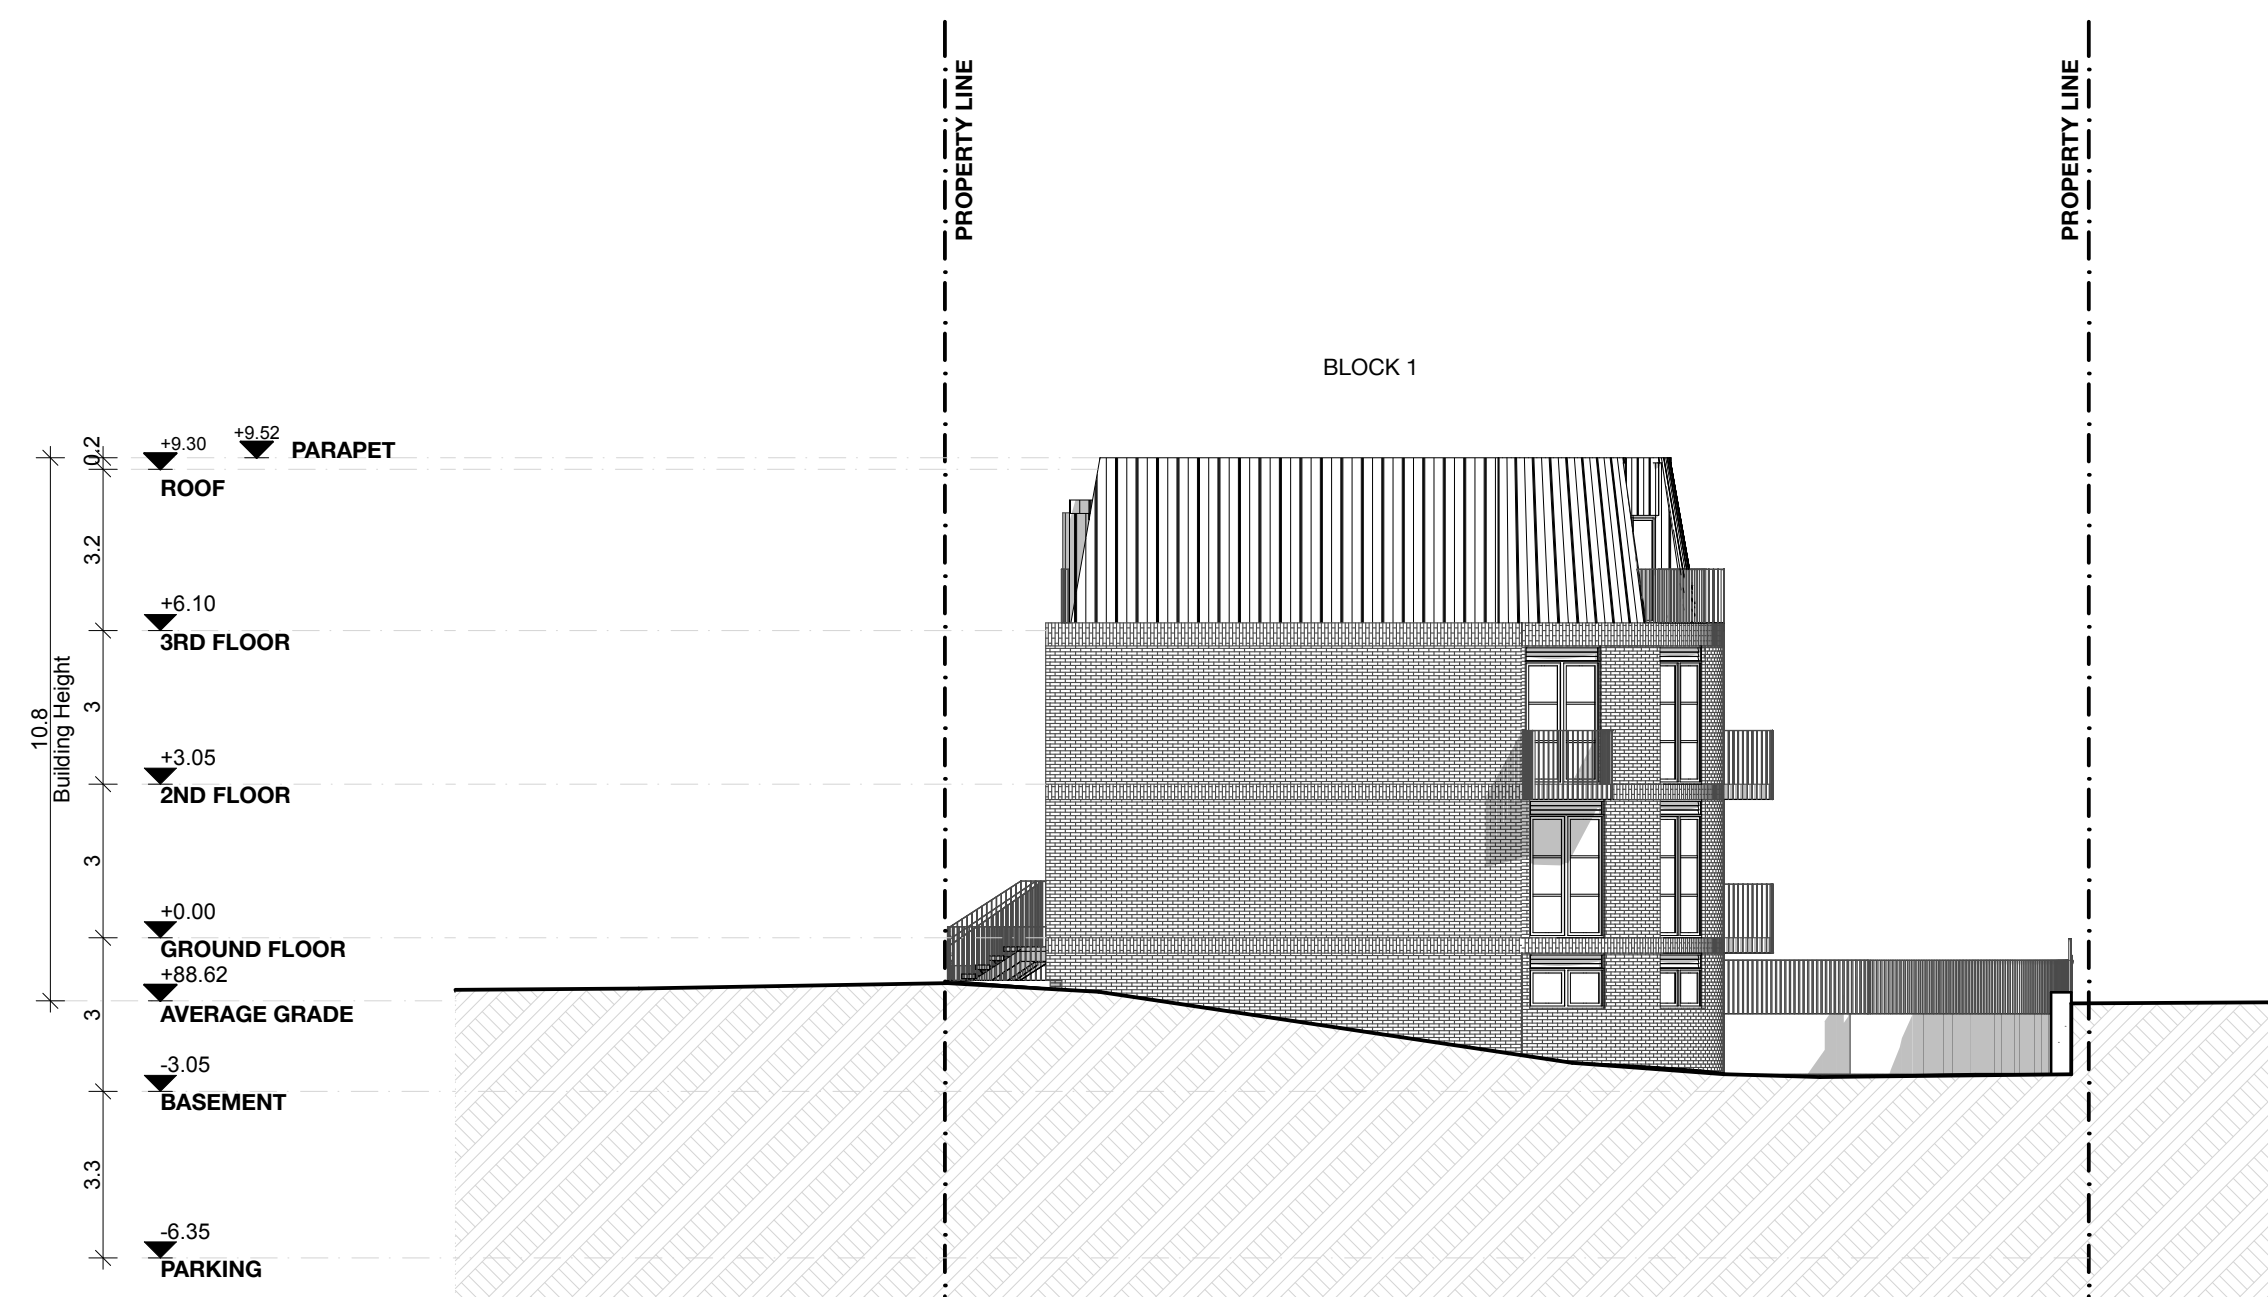 PROPERTY LINE
PROPERTY LINE
BLOCK 1
0.2
+9.30
+9.52
PARAPET
ROOF
3.2
+6.10
3RD FLOOR
10.8
Building Height
3
+3.05
2ND FLOOR
3
+0.00
GROUND FLOOR
+88.62
AVERAGE GRADE
3
-3.05
BASEMENT
3.3
-6.35
PARKING